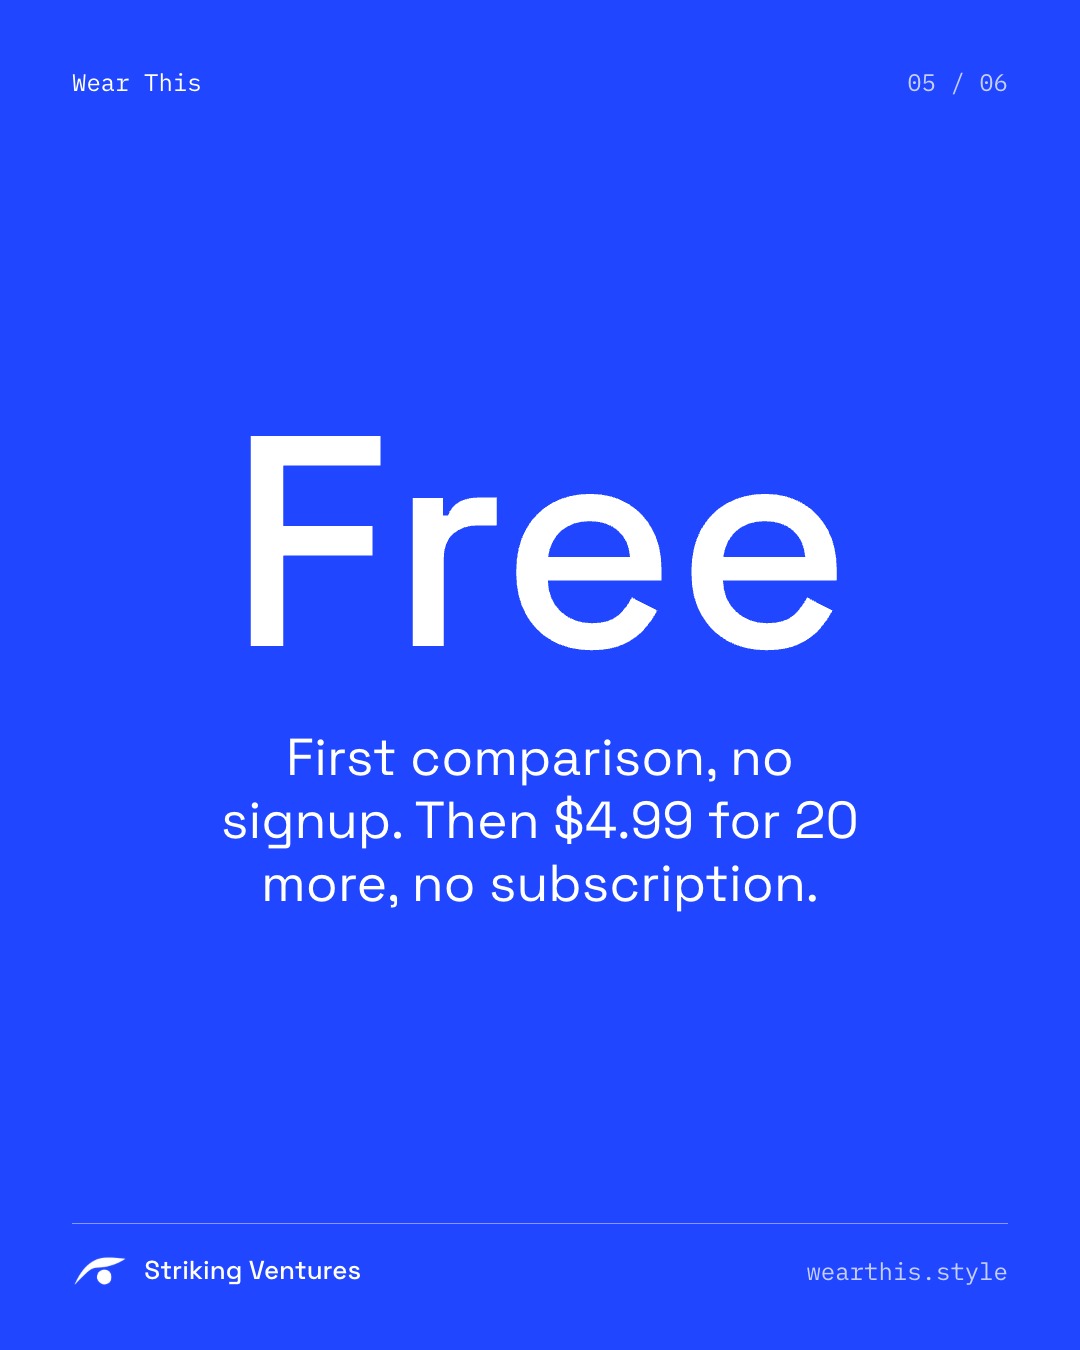 Wear This
05 / 06
Free
First comparison, no
signup. Then $4.99 for 20
more, no subscription.
Striking Ventures
wearthis.style